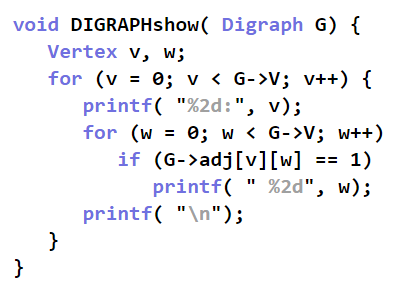 void DIGRAPHshow( Digraph G) {
   Vertex v, w;
   for (v = 0; v < G->V; v++) {
      printf( "%2d:", v);
      for (w = 0; w < G->V; w++)
         if (G->adj[v][w] == 1)
            printf( " %2d", w);
      printf( "\n");
   }
}